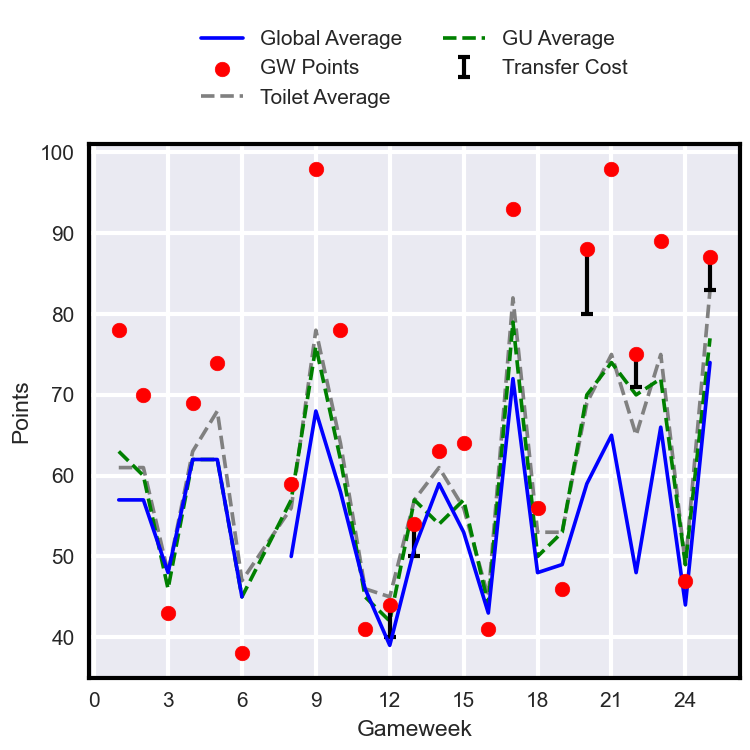 Global Average
GW Points
Toilet Average
GU Average
Transfer Cost
100
90
80
70
60
50
40
Points
0 3 6 9 12 15 18 21 24
Gameweek